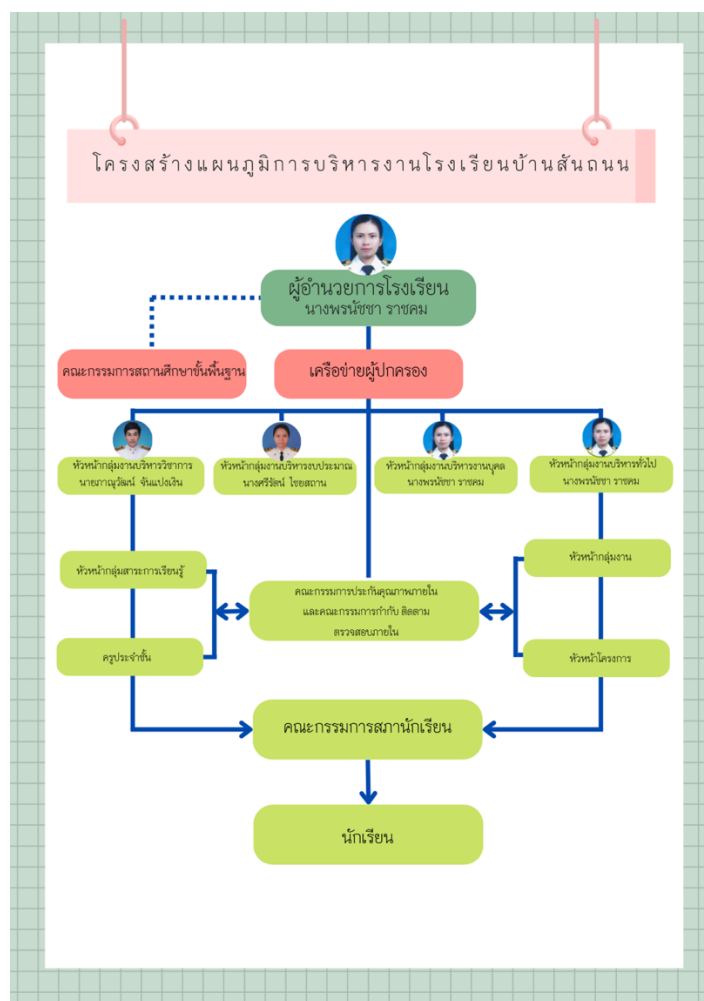 โครงสร้างแผนภูมิการบริหารงานโรงเรียนบ้านสันถนน
ผู้อำนวยการโรงเรียน
นางพรนัชชา ราชคม
คณะกรรมการสถานศึกษาขั้นพื้นฐาน
เครือข่ายผู้ปกครอง
หัวหน้ากลุ่มงานบริหารวิชาการ
นายภาณุวัฒน์ จันแปงเงิน
หัวหน้ากลุ่มงานบริหารงบประมาณ
นางศรีรัตน์ ไชยสถาน
หัวหน้ากลุ่มงานบริหารงานบุคล
นางพรนัชชา ราชคม
หัวหน้ากลุ่มงานบริหารทั่วไป
นางพรนัชชา ราชคม
หัวหน้ากลุ่มสาระการเรียนรู้
หัวหน้ากลุ่มงาน
คณะกรรมการประกันคุณภาพภายใน
และคณะกรรมการกำกับ ติดตาม
ตรวจสอบภายใน
ครูประจำชั้น
หัวหน้าโครงการ
คณะกรรมการสภานักเรียน
นักเรียน